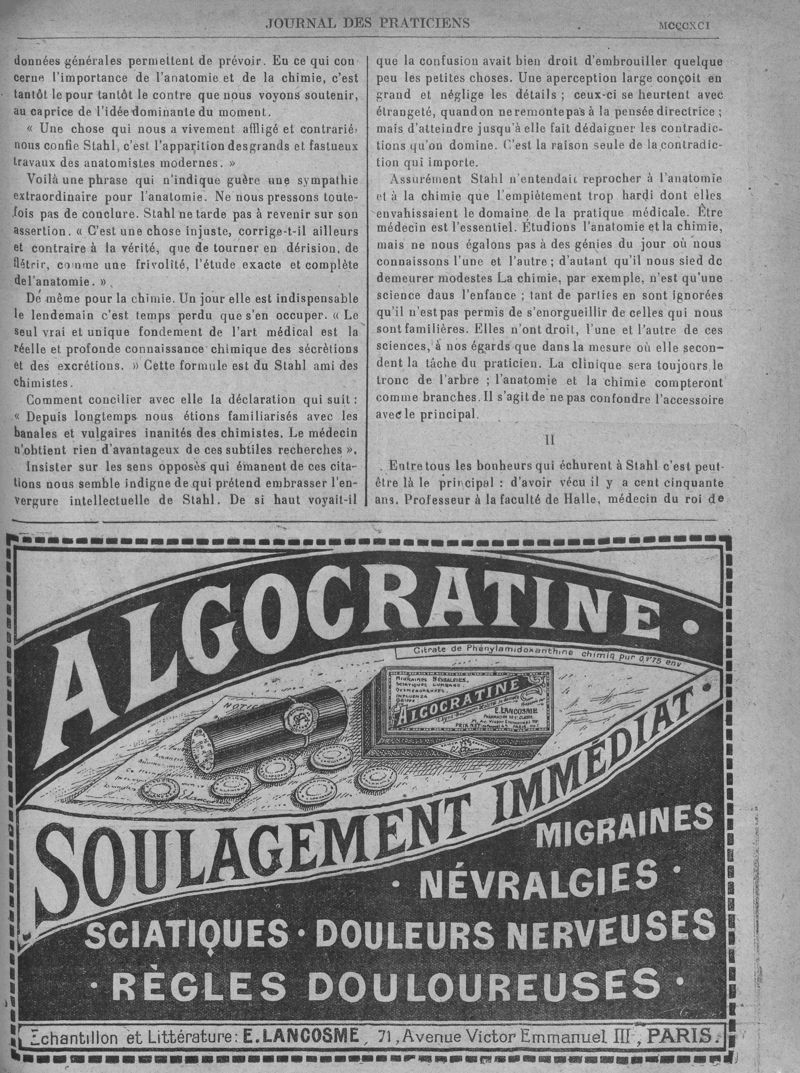 JOURNAL DES PRATICIENS
MCCCXCI
données générales permettent de prévoir. En ce qui con
cerne l'importance de l'anatomie et de la chimie, c'est
tantôt le pour tantôt le contre que nous voyons soutenir,
au caprice de l'idée dominante du moment.
« Une chose qui nous a vivement affligé et contrarié,
nous confie Stahl, c'est l'apparition des grands et fastueux
travaux des anatomistes modernes. »
Voilà une phrase qui n'indique guère une sympathie
extraordinaire pour l'anatomie. Ne nous pressons toute-
fois pas de conclure. Stahl ne tarde pas à revenir sur son
assertion. « C'est une chose injuste, corrige-t-il ailleurs
et contraire à la vérité, que de tourner en dérision, de
flétrir, comme une frivolité, l'étude exacte et complète
de l'anatomie. »
De même pour la chimie. Un jour elle est indispensable
le lendemain c'est temps perdu que s'en occuper. « Le
seul vrai et unique fondement de l'art médical est la
réelle et profonde connaissance chimique des sécrétions
et des excrétions. » Cette formule est du Stahl ami des
chimistes.
Comment concilier avec elle la déclaration qui suit :
« Depuis longtemps nous étions familiarisés avec les
banales et vulgaires inanités des chimistes. Le médecin
n'obtient rien d'avantageux de ces subtiles recherches ».
Insister sur les sens opposés qui émanent de ces cita-
tions nous semble indigne de qui prétend embrasser l'en-
vergure intellectuelle de Stahl. De si haut voyait-il
que la confusion avait bien droit d'embrouiller quelque
peu les petites choses. Une aperception large conçoit en
grand et néglige les détails ; ceux-ci se heurtent avec
étrangeté, quand on ne remonte pas à la pensée directrice ;
mais d'atteindre jusqu'à elle fait dédaigner les contradic-
tions qu'on domine. C'est la raison seule de la contradic-
tion qui importe.
Assurément Stahl n'entendait reprocher à l'anatomie
et à la chimie que l'empiètement trop hardi dont elles
envahissaient le domaine de la pratique médicale. Être
médecin est l'essentiel. Étudions l'anatomie et la chimie,
mais ne nous égalons pas à des génies du jour où nous
connaissons l'une et l'autre ; d'autant qu'il nous sied de
demeurer modestes La chimie, par exemple, n'est qu'une
science daus l'enfance ; tant de parties en sont ignorées
qu'il n'est pas permis de s'enorgueillir de celles qui nous
sont familières. Elles n'ont droit, l'une et l'autre de ces
sciences, à nos égards que dans la mesure où elle secon-
dent la tâche du praticien. La clinique sera toujours le
tronc de l'arbre ; l'anatomie et la chimie compteront
comme branches. Il s'agit de ne pas confondre l'accessoire
avec le principal.
II
Entre tous les bonheurs qui échurent à Stahl c'est peut-
être là le principal : d'avoir vécu il y a cent cinquante
ans. Professeur à la faculté de Halle, médecin du roi de
ALGOCRATINE
Citrate de Phénylamidoxanthine chimiq pur 0,1775 env
NOTICE
MIGRAINES NÉVRALGIES
SCIATIQUES LUMBAGO
INFLUENZA
GRIPPE
ALGOCRATINE
E. LANCOSME
SOULAGEMENT IMMÉDIAT
MIGRAINES
· NÉVRALGIES ·
SCIATIQUES · DOULEURS NERVEUSES
· RÈGLES DOULOUREUSES ·
Echantillon et Littérature: E. LANCOSME, 71, Avenue Victor Emmanuel III, PARIS.